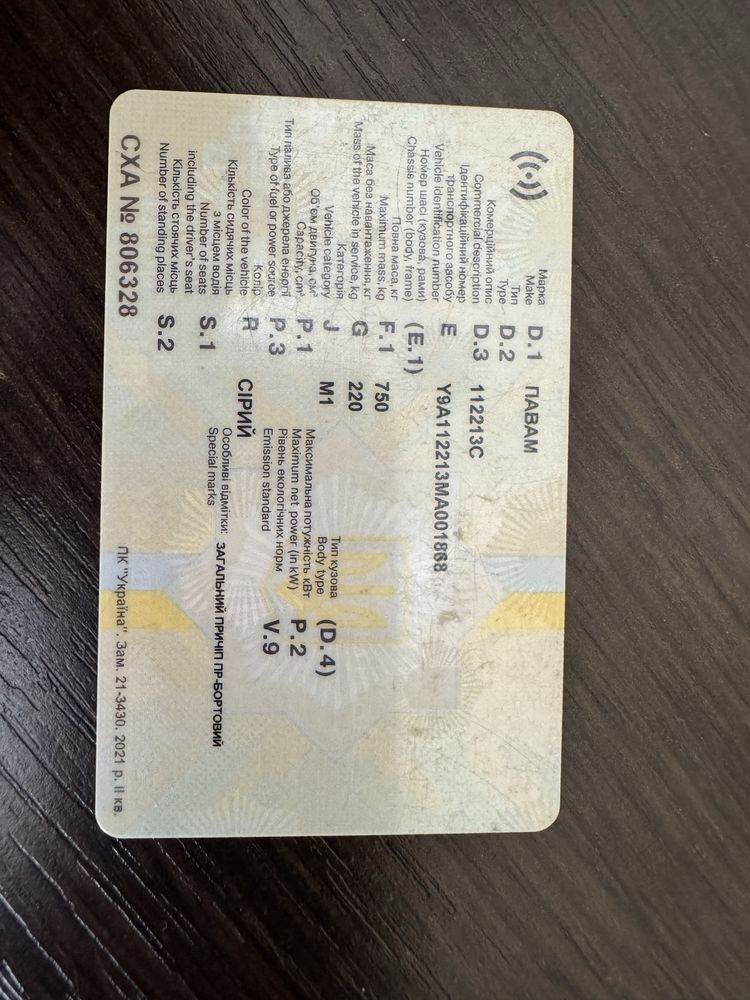 Марка
Make D.1 ПАВАМ
Тип
Type D.2
Комерційний опис
Commercial description D.3 112213С
Ідентифікаційний номер
транспортного засобу
Vehicle identification number E Y9A112213MA001868
Номер шасі (кузова, рами)
Chassis number (body, frame) (E.1)
Повна маса, кг
Maximum mass, kg F.1 750
Маса без навантаження, кг
Mass of the vehicle in service, kg G 220
Категорія
Vehicle category J M1
Тип кузова
Body type (D.4)
Об'єм двигуна, см³
Capacity, cm³ P.1
Максимальна потужність кВт
Maximum net power (in kW) P.2
Тип палива або джерела енергії
Type of fuel or power source P.3
Рівень екологічних норм
Emission standard V.9
Колір
Color of the vehicle R СІРИЙ
Кількість сидячих місць
з місцем водія
Number of seats
including the driver's seat S.1
Особливі відмітки: ЗАГАЛЬНИЙ ПРИЧІП ПР-БОРТОВИЙ
Special marks
Кількість стоячих місць
Number of standing places S.2
СХА № 806328
ПК "Україна". Зам. 21-3430. 2021 р. II кв.